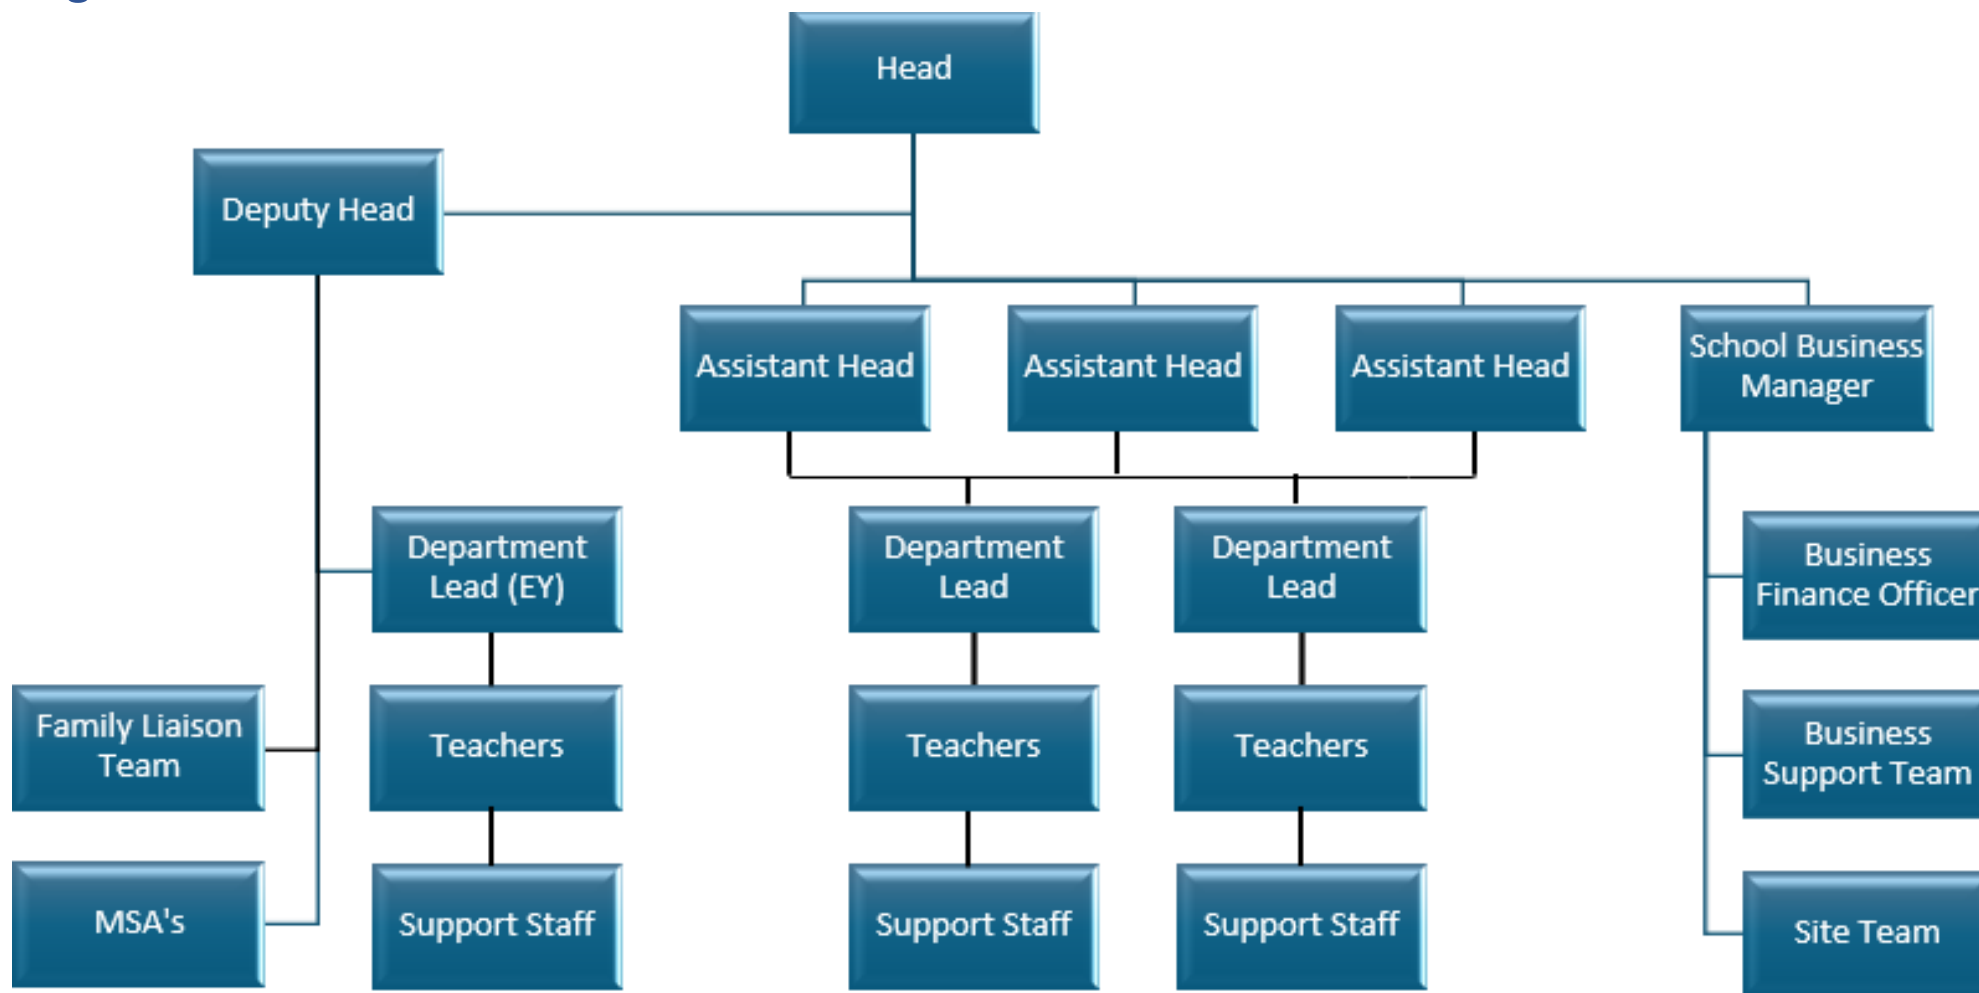 Head
Deputy Head
Assistant Head
Assistant Head
Assistant Head
School Business
Manager
Department
Lead (EY)
Department
Lead
Department
Lead
Business
Finance Officer
Family Liaison
Team
Teachers
Teachers
Teachers
Business
Support Team
MSA's
Support Staff
Support Staff
Support Staff
Site Team